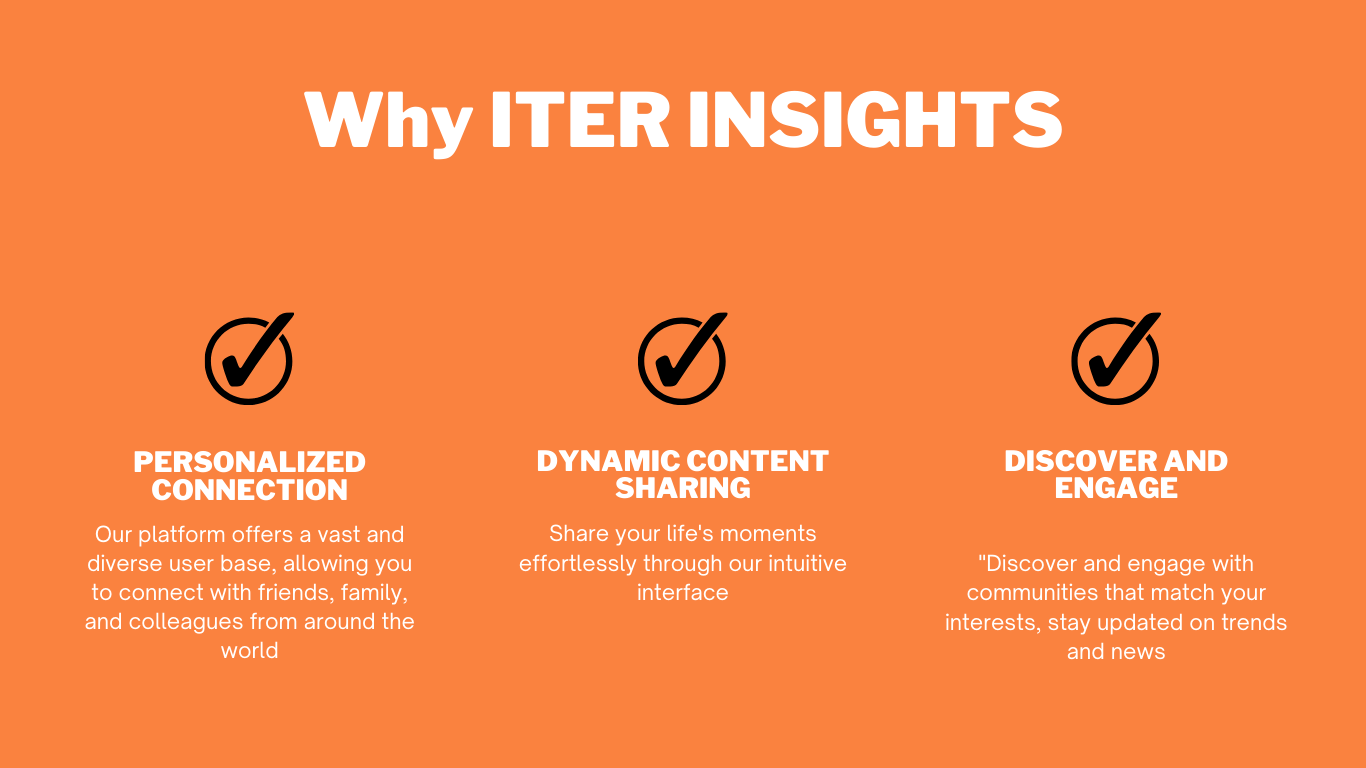 Why ITER INSIGHTS
PERSONALIZED
CONNECTION
Our platform offers a vast and
diverse user base, allowing you
to connect with friends, family,
and colleagues from around the
world
DYNAMIC CONTENT
SHARING
Share your life's moments
effortlessly through our intuitive
interface
DISCOVER AND
ENGAGE
"Discover and engage with
communities that match your
interests, stay updated on trends
and news